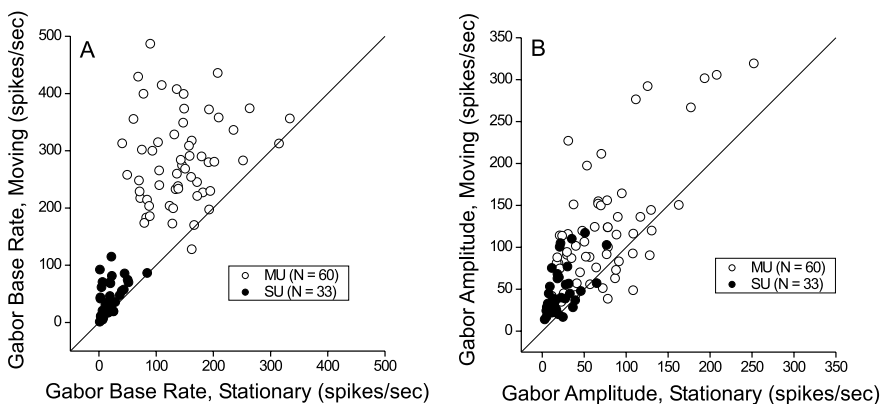 A
Gabor Base Rate, Moving (spikes/sec)
500
400
300
200
100
0
0 100 200 300 400 500
Gabor Base Rate, Stationary (spikes/sec)
MU (N = 60)
SU (N = 33)
B
Gabor Amplitude, Moving (spikes/sec)
350
300
250
200
150
100
50
0
0 50 100 150 200 250 300 350
Gabor Amplitude, Stationary (spikes/sec)
MU (N = 60)
SU (N = 33)